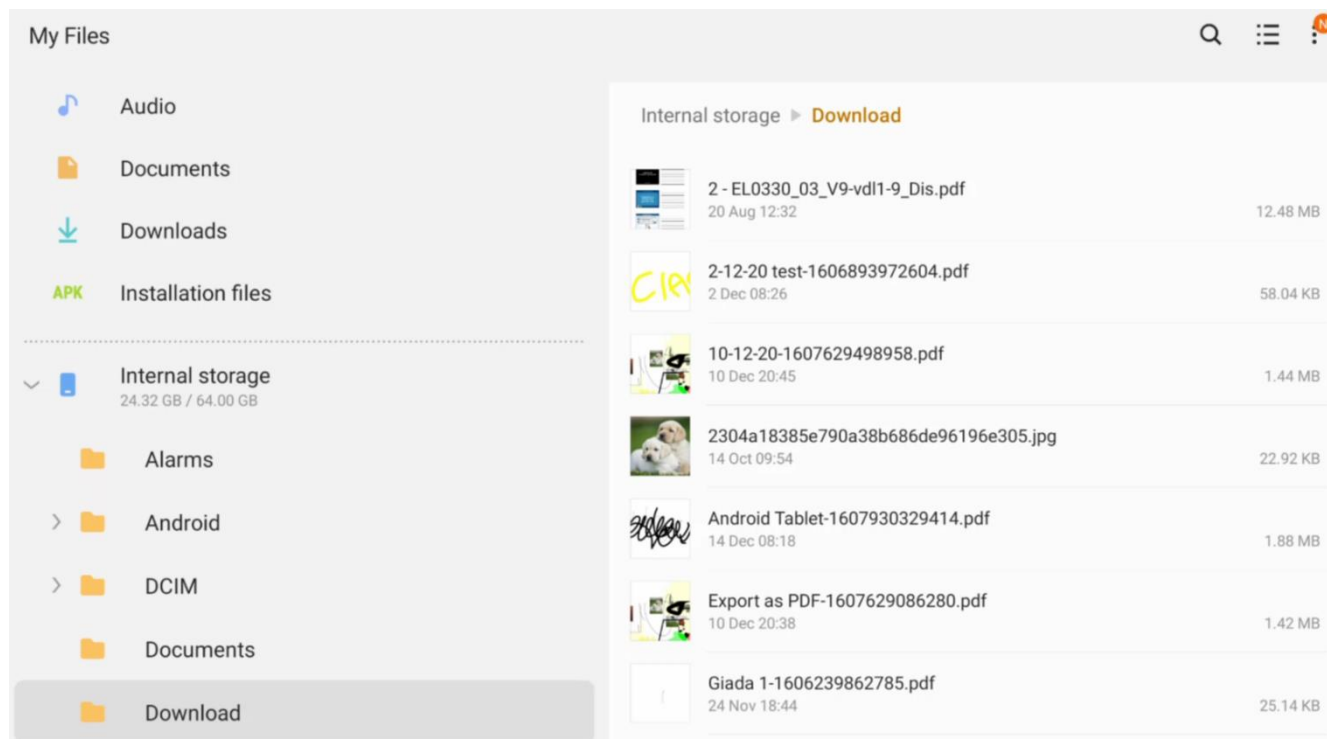 My Files
N
Audio
Documents
Downloads
APK
Installation files
Internal storage
24.32 GB / 64.00 GB
Alarms
Android
DCIM
Documents
Download
Internal storage Download
2 - EL0330_03_V9-vdl1-9_Dis.pdf
20 Aug 12:32
12.48 MB
2-12-20 test-1606893972604.pdf
2 Dec 08:26
58.04 KB
10-12-20-1607629498958.pdf
10 Dec 20:45
1.44 MB
2304a18385e790a38b686de96196e305.jpg
14 Oct 09:54
22.92 KB
Android Tablet-1607930329414.pdf
14 Dec 08:18
1.88 MB
Export as PDF-1607629086280.pdf
10 Dec 20:38
1.42 MB
Giada 1-1606239862785.pdf
24 Nov 18:44
25.14 KB